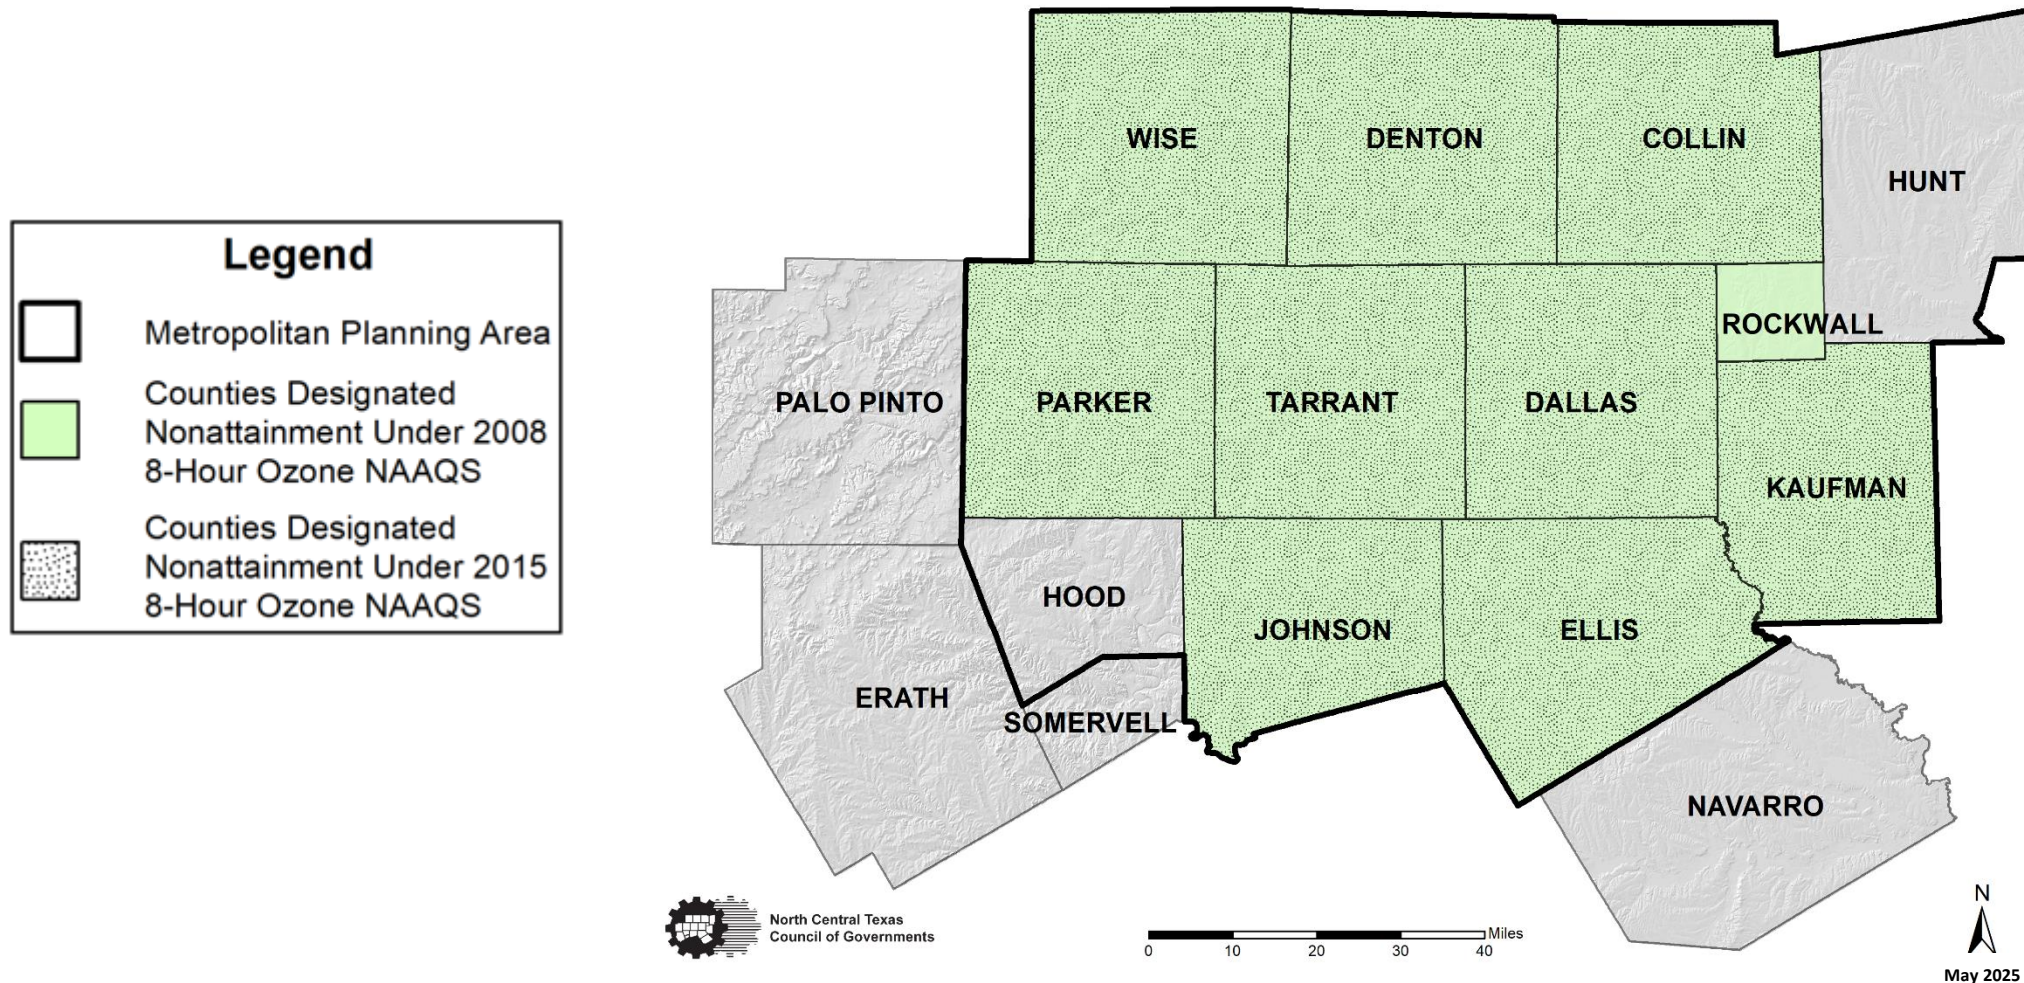 Legend
Metropolitan Planning Area
Counties Designated
Nonattainment Under 2008
8-Hour Ozone NAAQS
Counties Designated
Nonattainment Under 2015
8-Hour Ozone NAAQS
WISE
DENTON
COLLIN
HUNT
ROCKWALL
PALO PINTO
PARKER
TARRANT
DALLAS
KAUFMAN
HOOD
JOHNSON
ELLIS
ERATH
SOMERVELL
NAVARRO
North Central Texas
Council of Governments
Miles
0 10 20 30 40
N
May 2025